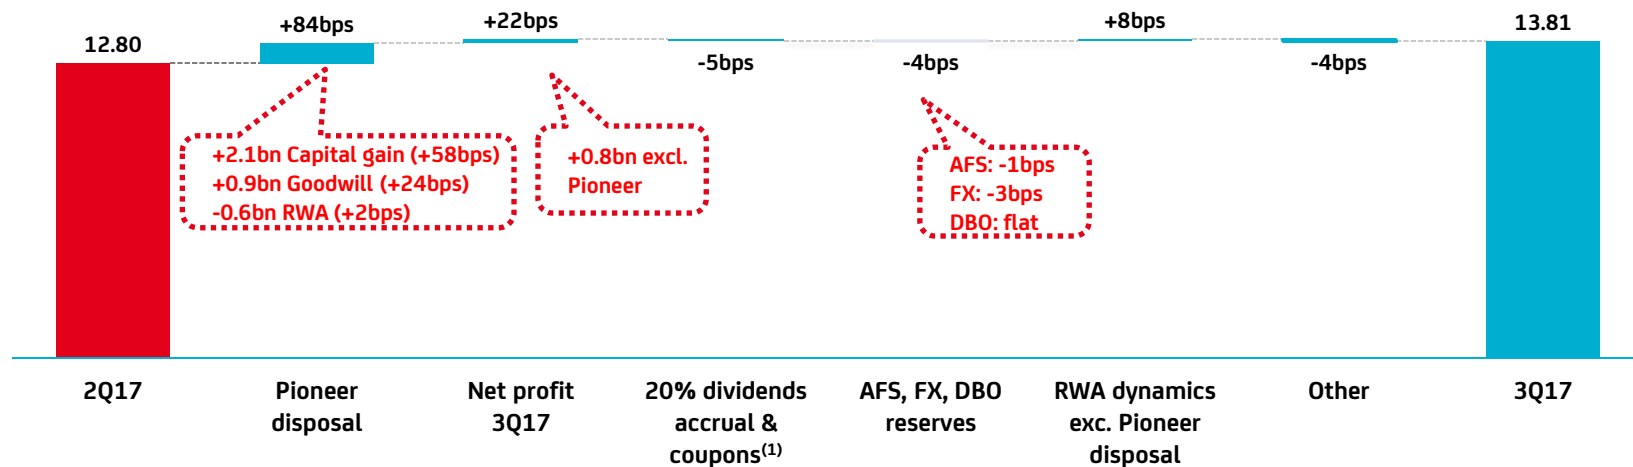 12.80
+84bps
+22bps
-5bps
-4bps
+8bps
-4bps
13.81
+2.1bn Capital gain (+58bps)
+0.9bn Goodwill (+24bps)
-0.6bn RWA (+2bps)
+0.8bn excl.
Pioneer
AFS: -1bps
FX: -3bps
DBO: flat
2Q17
Pioneer
disposal
Net profit
3Q17
20% dividends
accrual &
coupons(1)
AFS, FX, DBO
reserves
RWA dynamics
exc. Pioneer
disposal
Other
3Q17